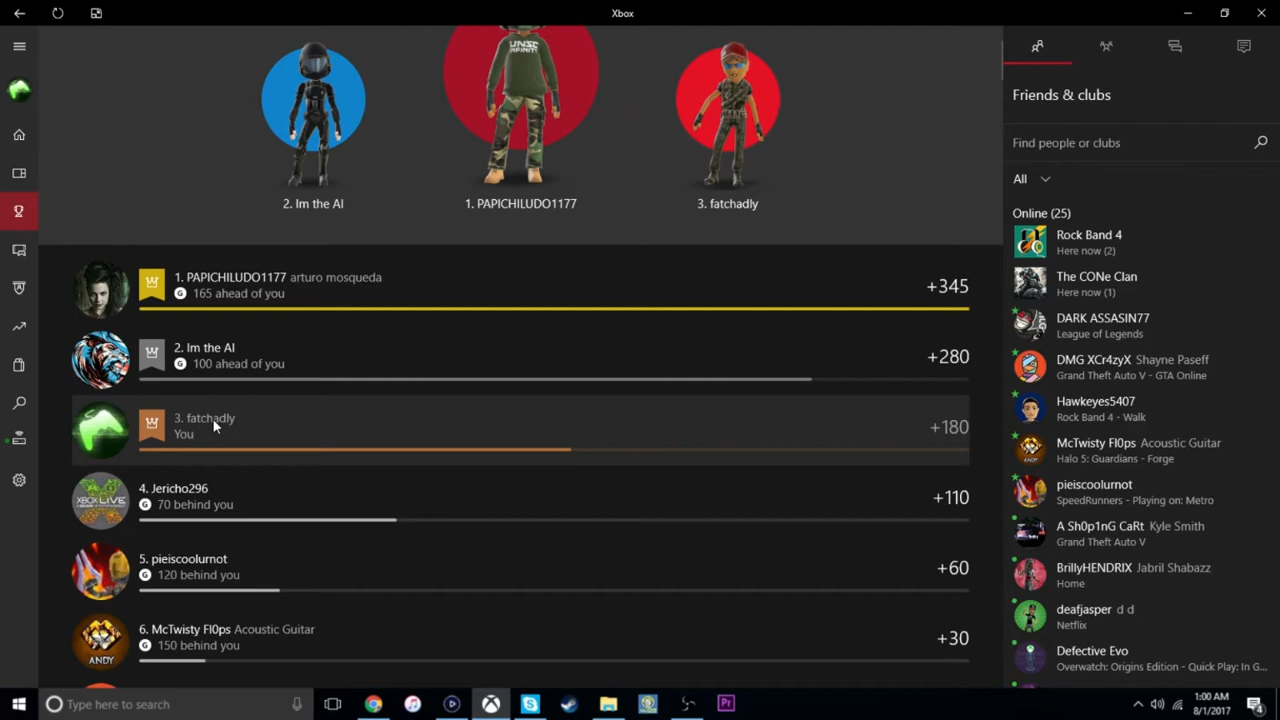 Xbox
UNSC
INFINITY
2. Im the AI
1. PAPICHILUDO1177
3. fatchadly
1. PAPICHILUDO1177 arturo mosqueda
G 165 ahead of you
+345
2. Im the AI
G 100 ahead of you
+280
3. fatchadly
You
+180
XBOX LIVE
4. Jericho296
G 70 behind you
+110
5. pieiscoolurnot
G 120 behind you
+60
ANDY
6. McTwisty Fl0ps Acoustic Guitar
G 150 behind you
+30
Friends & clubs
Find people or clubs
All
Online (25)
Rock Band 4
Here now (2)
The CONe Clan
Here now (1)
DARK ASSASIN77
League of Legends
DMG XCr4zyX Shayne Paseff
Grand Theft Auto V - GTA Online
Hawkeyes5407
Rock Band 4 - Walk
ANDY
McTwisty Fl0ps Acoustic Guitar
Halo 5: Guardians - Forge
pieiscoolurnot
SpeedRunners - Playing on: Metro
A Sh0p1nG CaRt Kyle Smith
Grand Theft Auto V
BrillyHENDRIX Jabril Shabazz
Home
deafjasper d d
Netflix
Defective Evo
Overwatch: Origins Edition - Quick Play: In G...
Type here to search
Pr
1:00 AM
8/1/2017
4